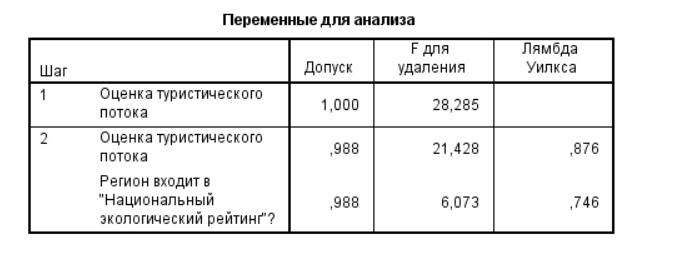 Переменные для анализа
Шаг Допуск F для удаления Лямбда Уилкса
1 Оценка туристического потока 1,000 28,285
2 Оценка туристического потока ,988 21,428 ,876
Регион входит в "Национальный экологический рейтинг"? ,988 6,073 ,746